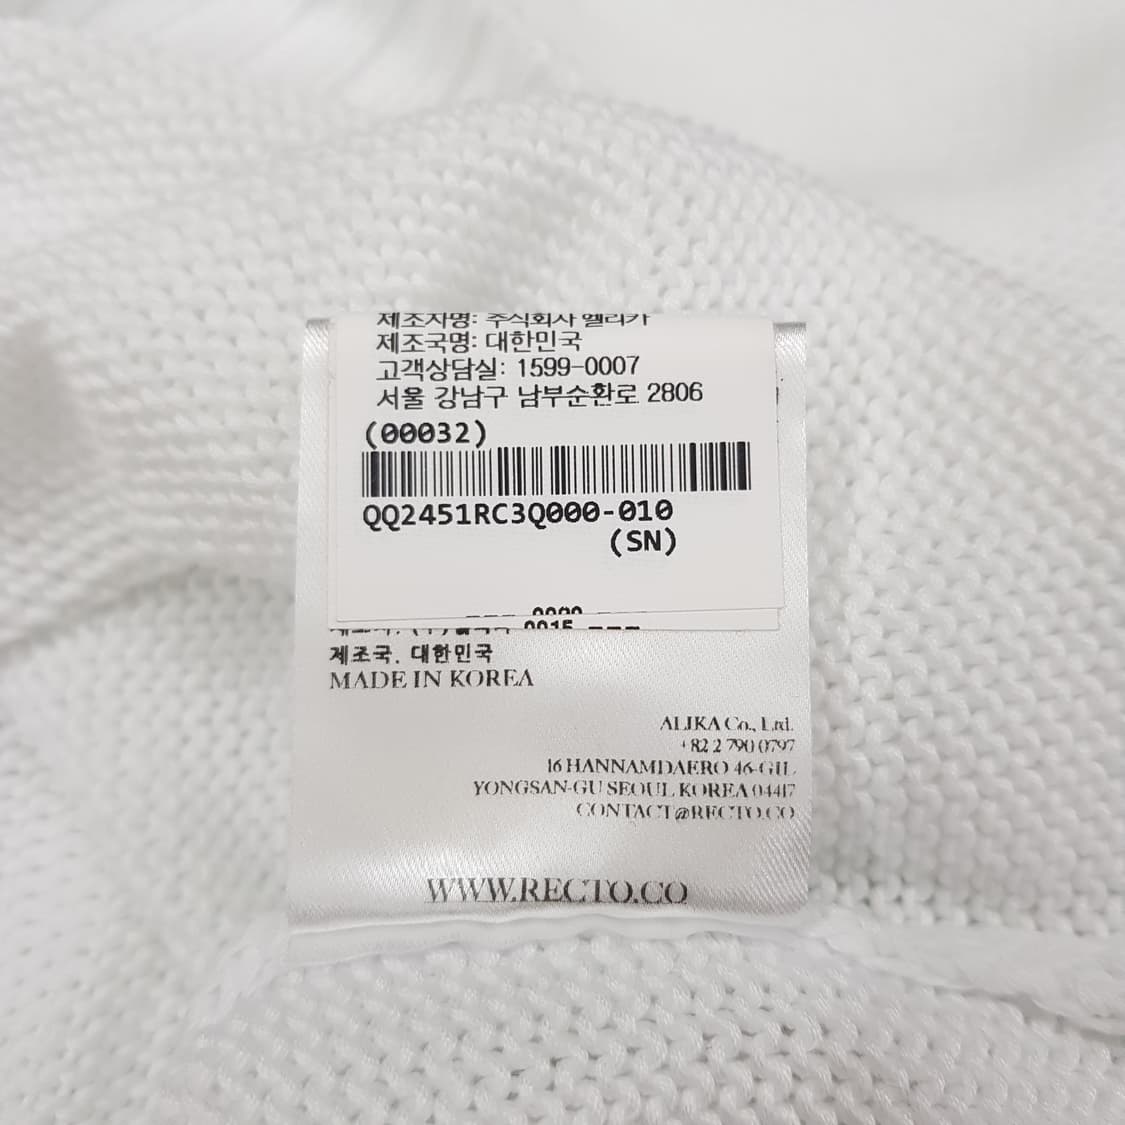 제조자명: 주식회사 엘리카
제조국명: 대한민국
고객상담실: 1599-0007
서울 강남구 남부순환로 2806
(00032)
QQ2451RC3Q000-010
(SN)
0020
0015
제조국. 대한민국
MADE IN KOREA
ALJKA Co., Ltd.
+82 2 790 0797
16 HANNAMDAERO 46-GIL
YONGSAN-GU SEOUL KOREA 04417
CONTACT@RECTO.CO
WWW.RECTO.CO